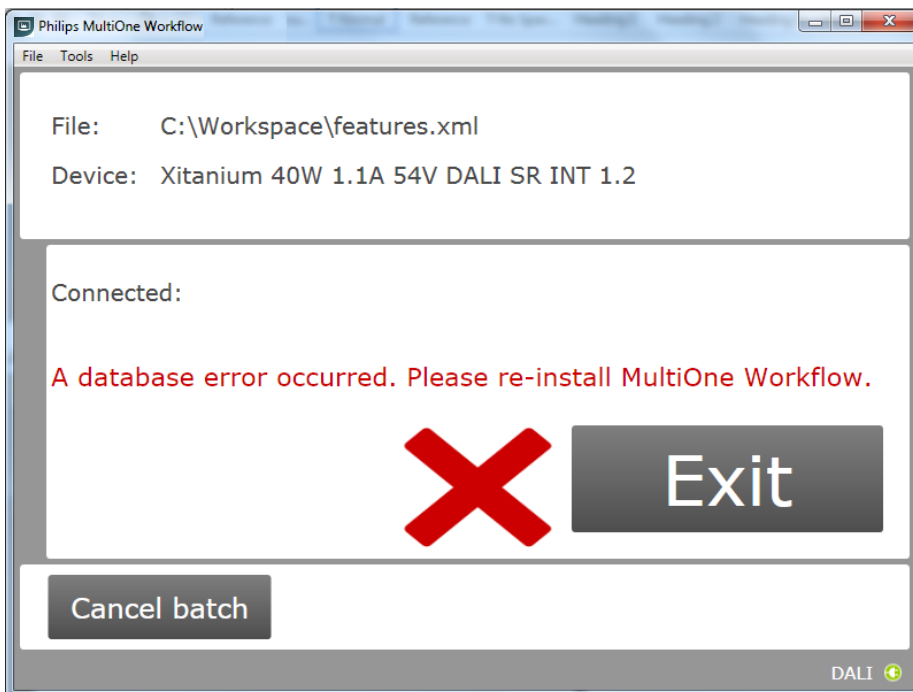 Philips MultiOne Workflow
File Tools Help
File: C:\Workspace\features.xml
Device: Xitanium 40W 1.1A 54V DALI SR INT 1.2
Connected:
A database error occurred. Please re-install MultiOne Workflow.
Exit
Cancel batch
DALI